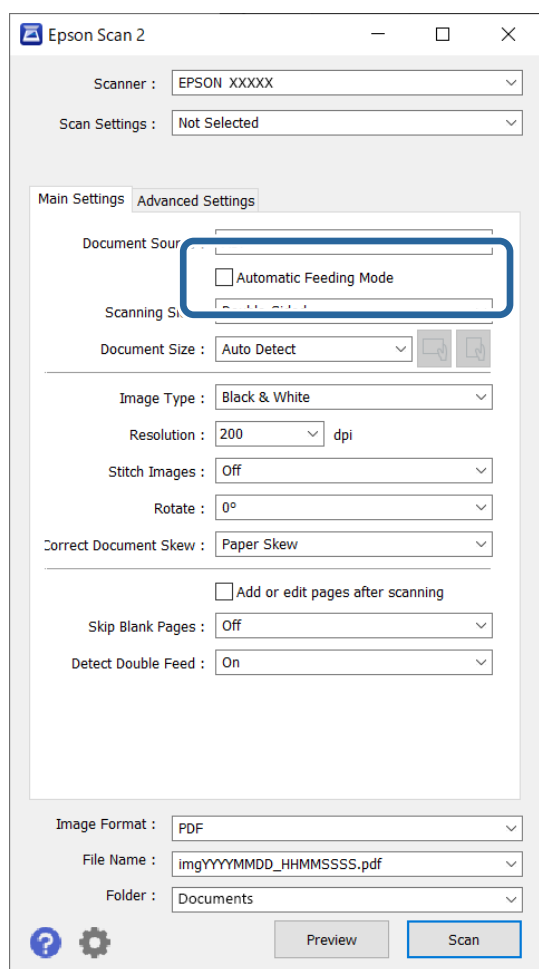 Epson Scan 2
Scanner : EPSON XXXXX
Scan Settings : Not Selected
Main Settings Advanced Settings
Document
Automatic Feeding Mode
Scanning
Document Size : Auto Detect
Image Type : Black & White
Resolution : 200 dpi
Stitch Images : Off
Rotate : 0°
Correct Document Skew : Paper Skew
Add or edit pages after scanning
Skip Blank Pages : Off
Detect Double Feed : On
Image Format : PDF
File Name : imgYYYYMMDD_HHMMSSSS.pdf
Folder : Documents
? Preview Scan